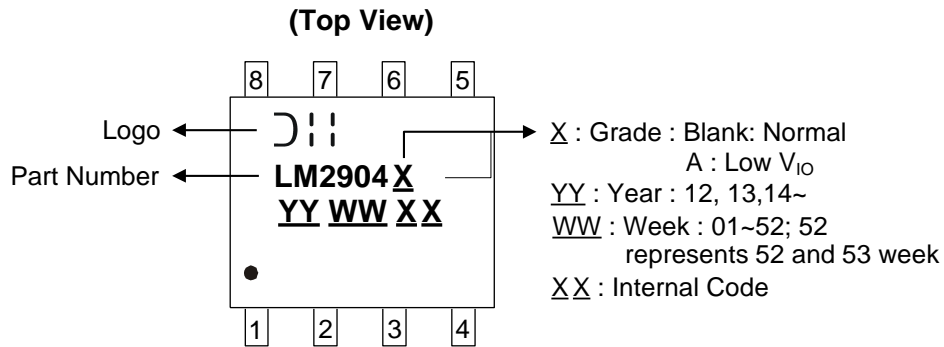 (Top View)
8 7 6 5
Logo
Part Number
LM2904 X
YY WW X X
X : Grade : Blank: Normal
A : Low VIO
YY : Year : 12, 13,14~
WW : Week : 01~52; 52
represents 52 and 53 week
X X : Internal Code
1 2 3 4